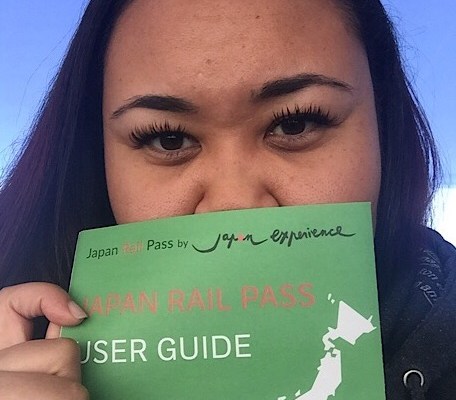 Japan Rail Pass by Japan experience
JAPAN RAIL PASS
USER GUIDE